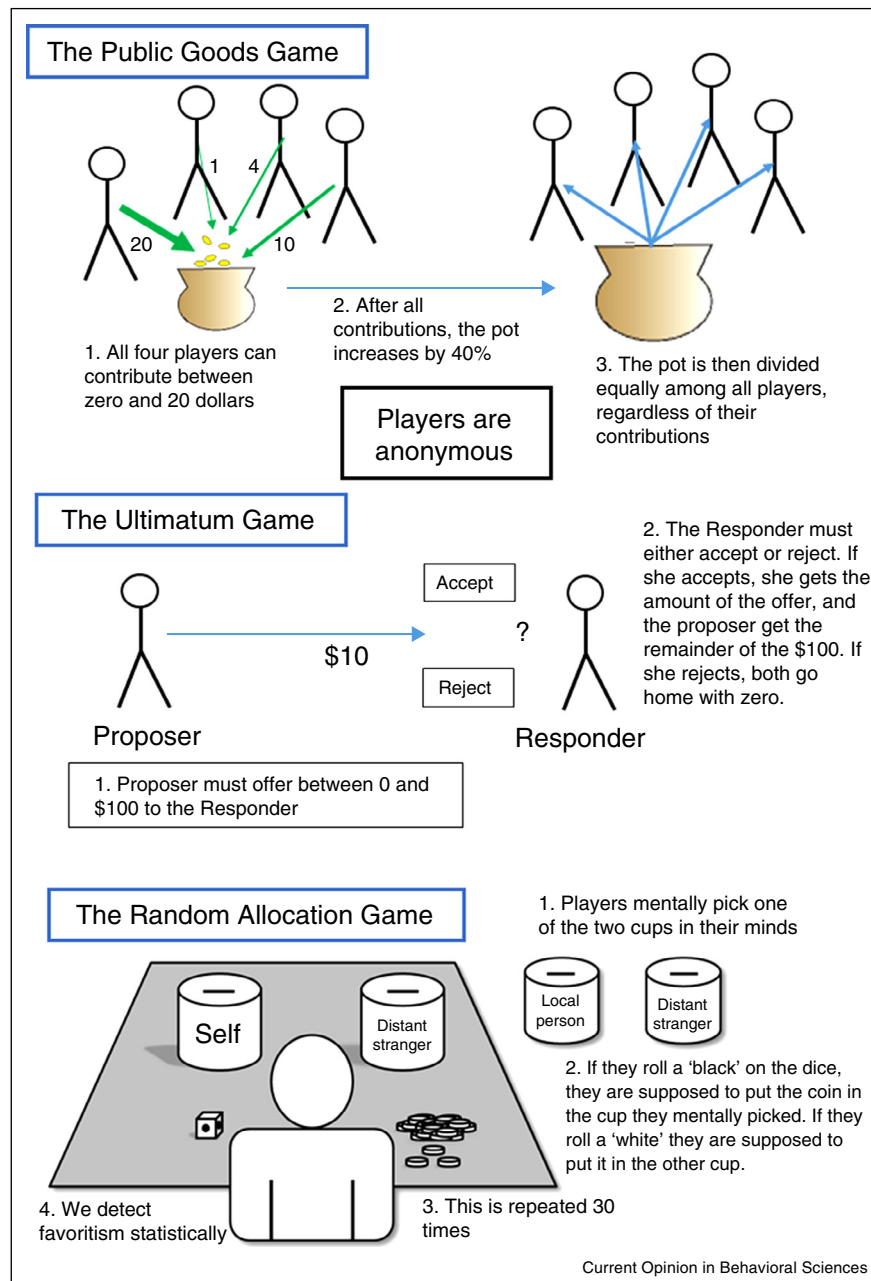 The Public Goods Game
1
4
20
10
1. All four players can
contribute between
zero and 20 dollars
2. After all
contributions, the pot
increases by 40%
3. The pot is then divided
equally among all players,
regardless of their
contributions
Players are
anonymous
The Ultimatum Game
Accept
?
$10
Reject
Proposer
Responder
2. The Responder must
either accept or reject. If
she accepts, she gets the
amount of the offer, and
the proposer get the
remainder of the $100. If
she rejects, both go
home with zero.
1. Proposer must offer between 0 and
$100 to the Responder
The Random Allocation Game
1. Players mentally pick one
of the two cups in their minds
Self
Distant
stranger
Local
person
Distant
stranger
2. If they roll a ‘black’ on the dice,
they are supposed to put the coin in
the cup they mentally picked. If they
roll a ‘white’ they are supposed to
put it in the other cup.
4. We detect
favoritism statistically
3. This is repeated 30
times
Current Opinion in Behavioral Sciences